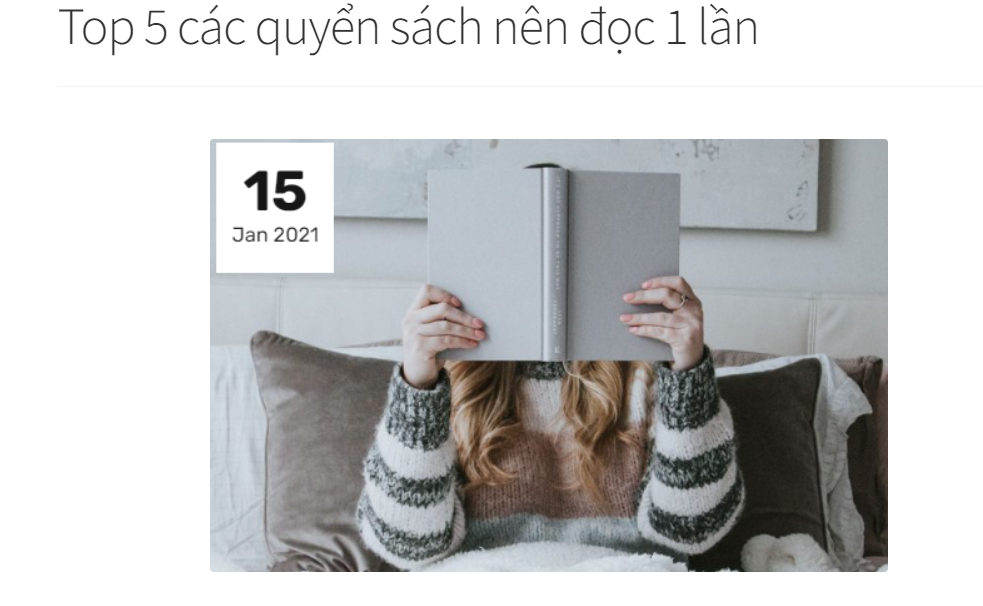 Top 5 các quyển sách nên đọc 1 lần
15
Jan 2021